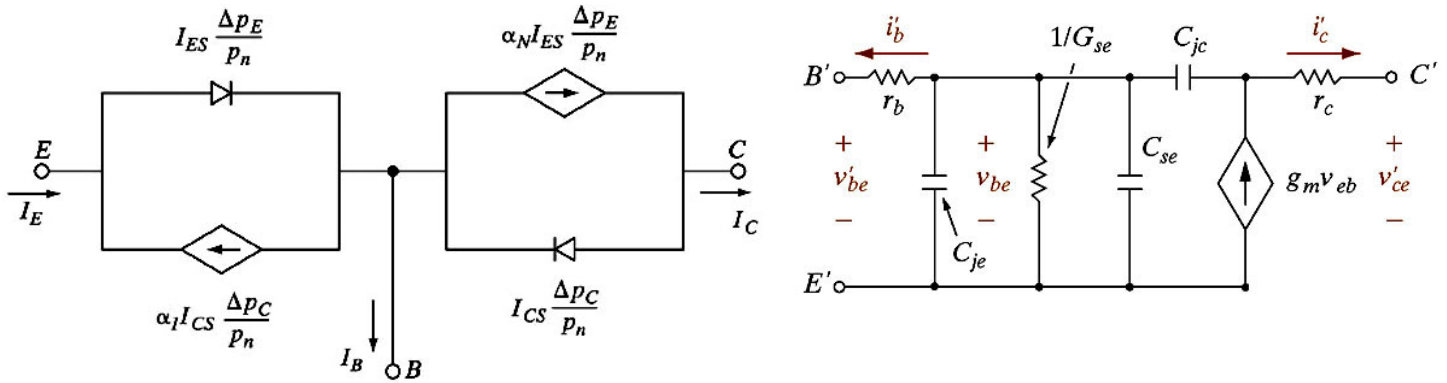 I_ES Δp_E/p_n
α_N I_ES Δp_E/p_n
E
I_E
C
I_C
α_I I_CS Δp_C/p_n
I_CS Δp_C/p_n
I_B
B
i'_b
1/G_se
C_jc
i'_c
B'
r_b
r_c
C'
+
v'_be
−
+
v_be
−
C_se
g_m v_eb
+
v'_ce
−
C_je
E'